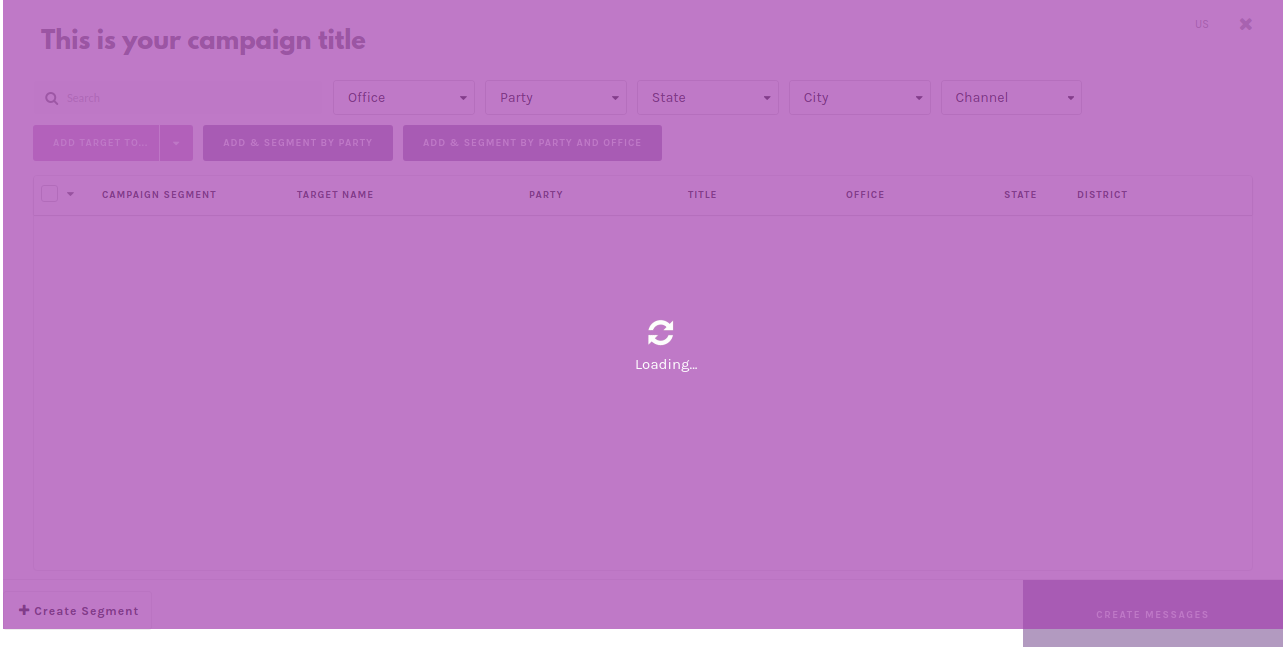 This is your campaign title
US
Search
Office
Party
State
City
Channel
ADD TARGET TO...
ADD & SEGMENT BY PARTY
ADD & SEGMENT BY PARTY AND OFFICE
CAMPAIGN SEGMENT
TARGET NAME
PARTY
TITLE
OFFICE
STATE
DISTRICT
Loading...
Create Segment
CREATE MESSAGES